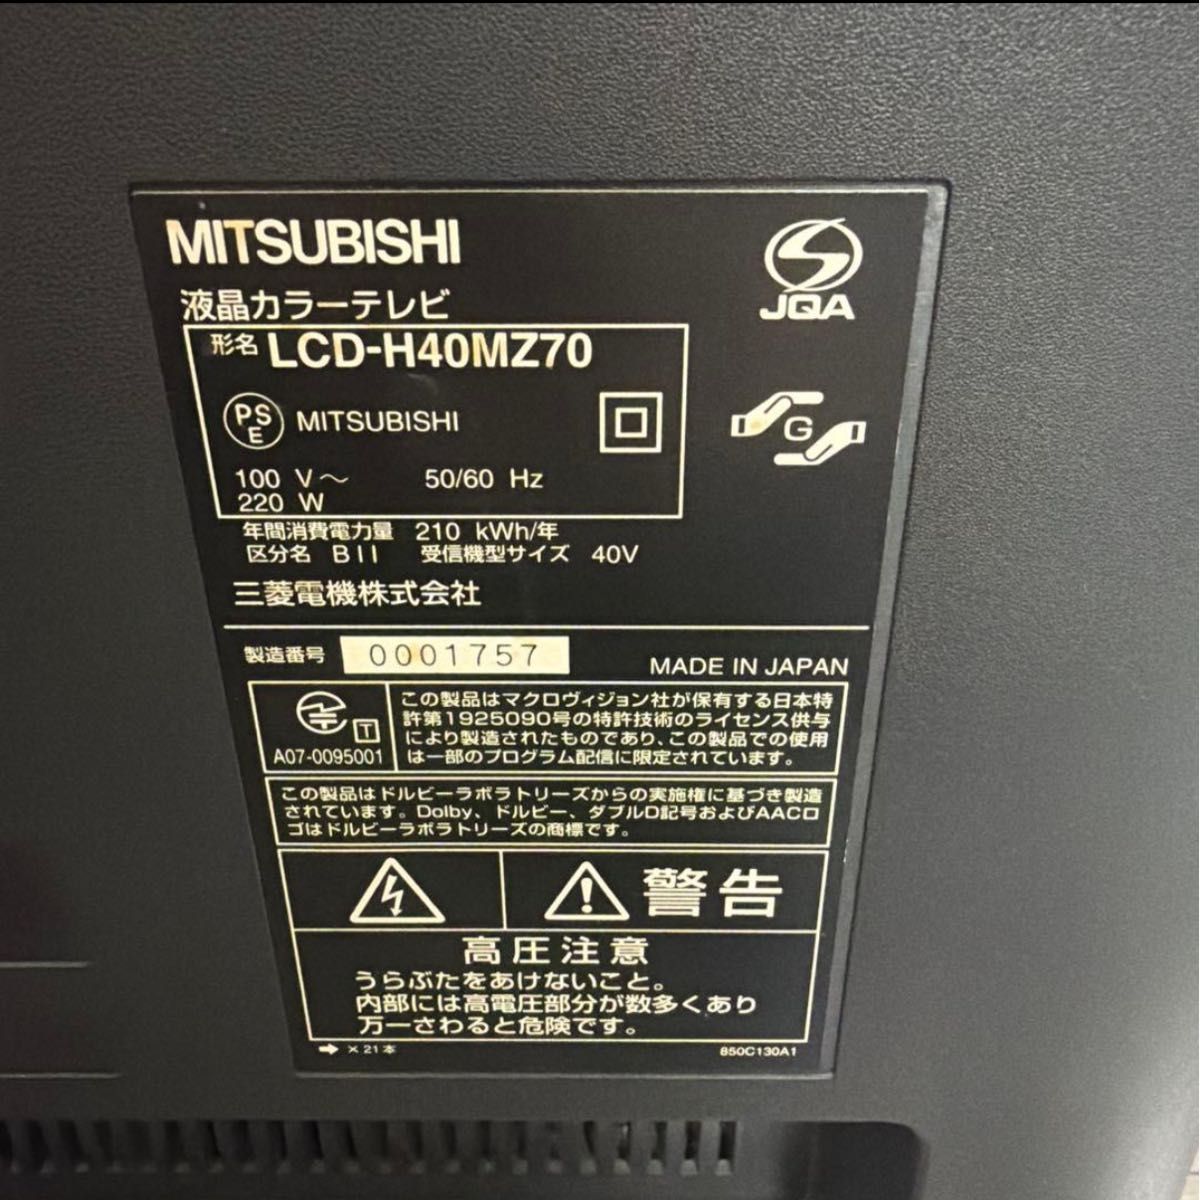 MITSUBISHI
JQA
液晶カラーテレビ
形名 LCD-H40MZ70
PSE MITSUBISHI
G
100 V～ 50/60 Hz
220 W
年間消費電力量 210 kWh/年
区分名 BII 受信機型サイズ 40V
三菱電機株式会社
製造番号 0001757 MADE IN JAPAN
T
A07-0095001
この製品はマクロヴィジョン社が保有する日本特
許第1925090号の特許技術のライセンス供与
により製造されたものであり、この製品での使用
は一部のプログラム配信に限定されています。
この製品はドルビーラボラトリーズからの実施権に基づき製造
されています。Dolby、ドルビー、ダブルD記号およびAACロ
ゴはドルビーラボラトリーズの商標です。
警告
高圧注意
うらぶたをあけないこと。
内部には高電圧部分が数多くあり
万一さわると危険です。
➡ × 21本 850C130A1